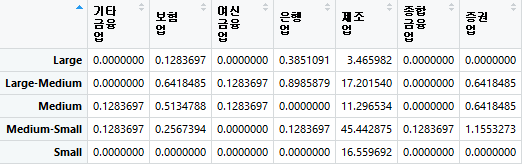 기타 금융 업 보험 업 여신 금융 업 은행 업 제조 업 종합 금융 업 증권 업
Large 0.0000000 0.1283697 0.0000000 0.3851091 3.465982 0.0000000 0.0000000
Large-Medium 0.0000000 0.6418485 0.1283697 0.8985879 17.201540 0.0000000 0.6418485
Medium 0.1283697 0.5134788 0.1283697 0.0000000 11.296534 0.0000000 0.6418485
Medium-Small 0.1283697 0.2567394 0.0000000 0.1283697 45.442875 0.1283697 1.1553273
Small 0.0000000 0.0000000 0.0000000 0.0000000 16.559692 0.0000000 0.0000000